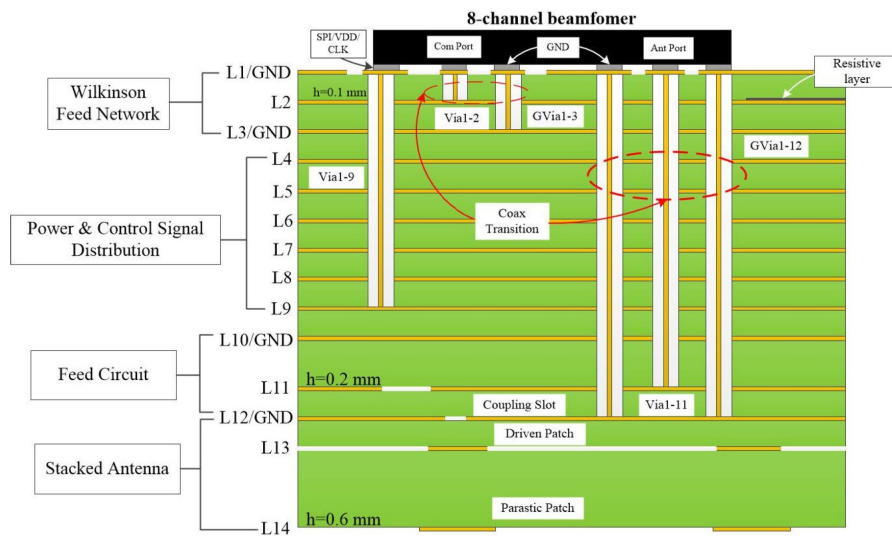 8-channel beamfomer
SPI/VDD/
CLK
Com Port
GND
Ant Port
Resistive
layer
L1/GND
Wilkinson
Feed Network
h=0.1 mm
L2
Via1-2
GVia1-3
L3/GND
GVia1-12
L4
Via1-9
L5
Coax
Transition
Power & Control Signal
Distribution
L6
L7
L8
L9
L10/GND
Feed Circuit
h=0.2 mm
L11
Coupling Slot
Via1-11
L12/GND
Driven Patch
L13
Stacked Antenna
Parastic Patch
h=0.6 mm
L14